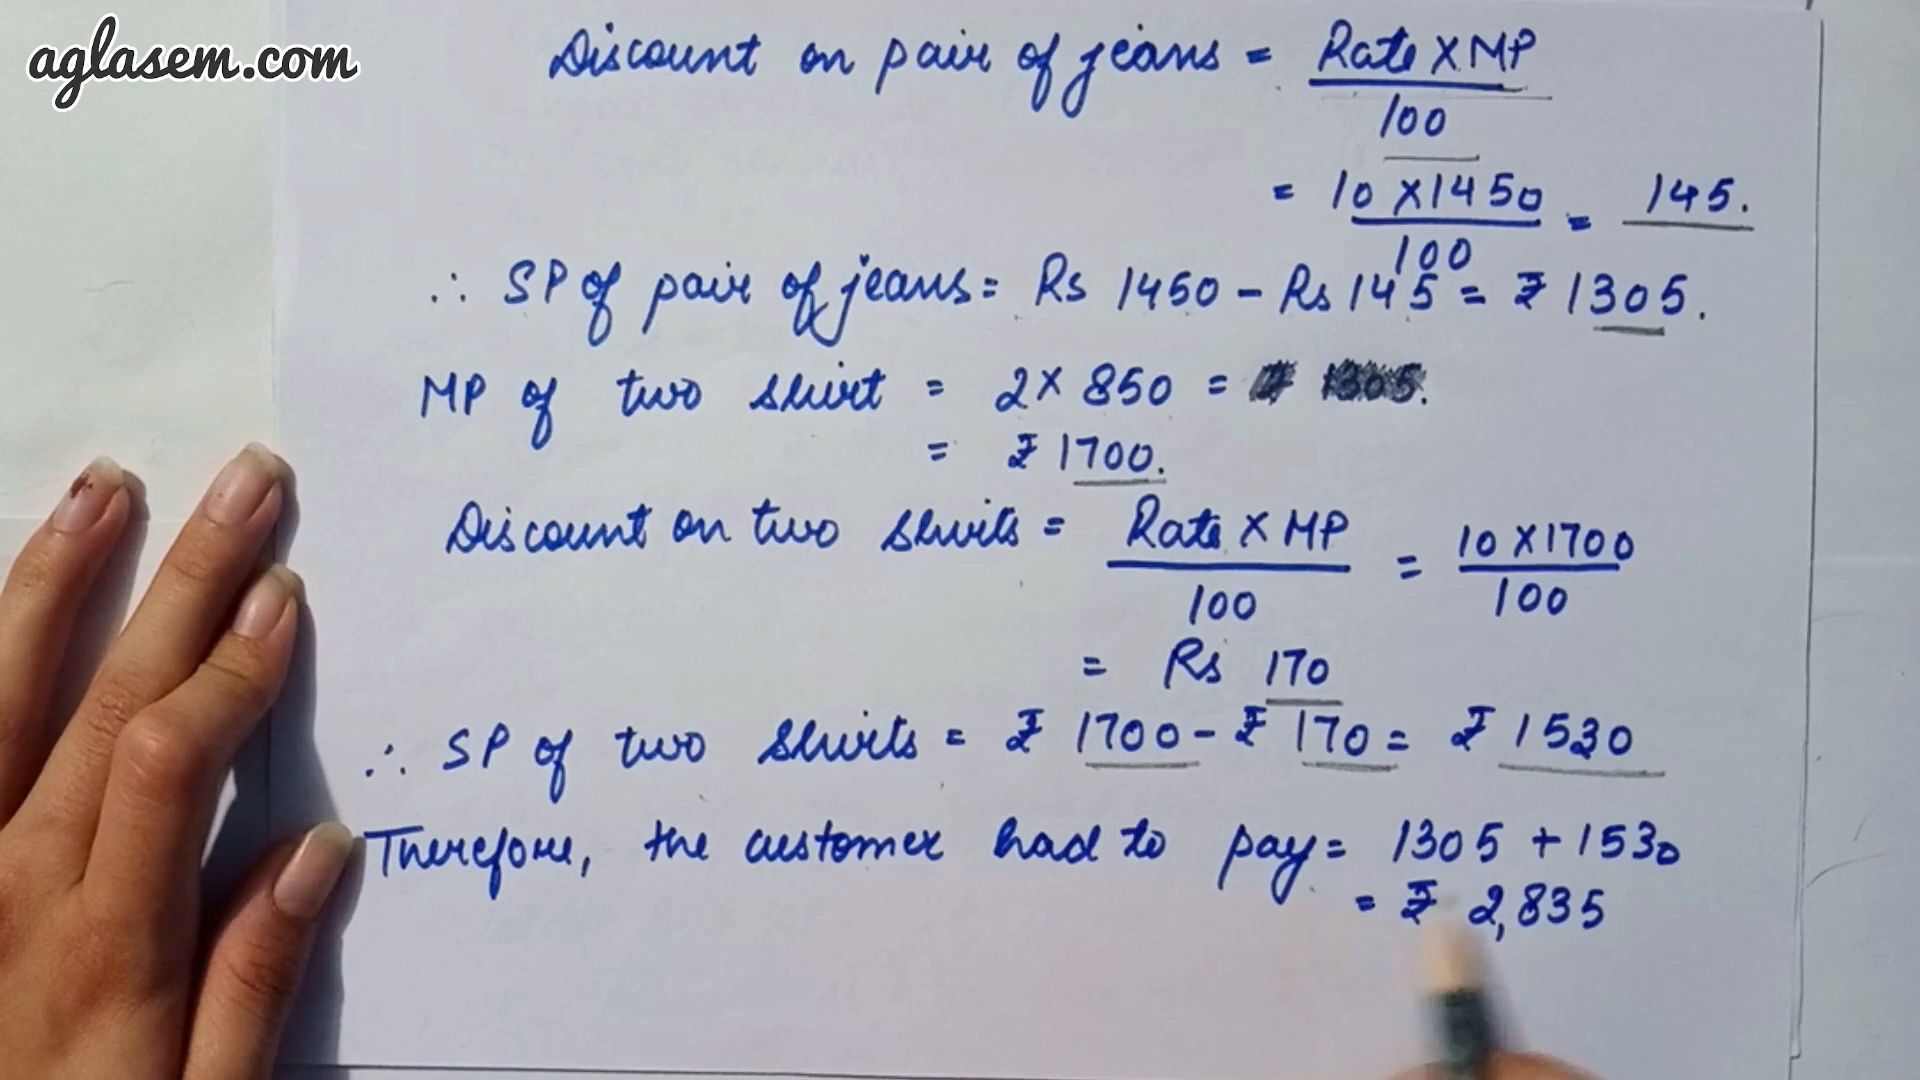 aglasem.com
Discount on pair of jeans = Rate X MP
100
= 10 X 1450 = 145.
100
∴ SP of pair of jeans = Rs 1450 - Rs 145 = ₹ 1305.
MP of two shirt = 2 x 850 =
= ₹ 1700.
Discount on two shirts = Rate X MP = 10 X 1700
100 100
= Rs 170
∴ SP of two shirts = ₹ 1700 - ₹ 170 = ₹ 1530
Therefore, the customer had to pay = 1305 + 1530
= ₹ 2,835